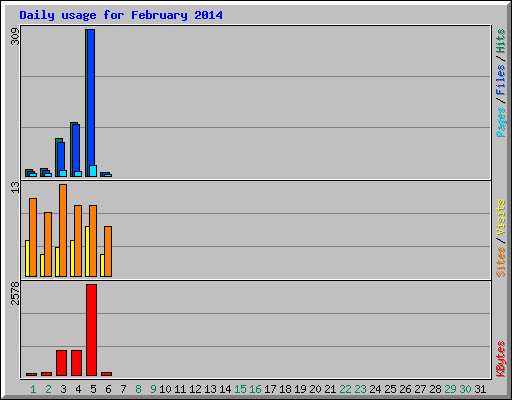 Daily usage for February 2014
309
Pages / Files / Hits
13
Sites / Visits
2578
KBytes
1 2 3 4 5 6 7 8 9 10 11 12 13 14 15 16 17 18 19 20 21 22 23 24 25 26 27 28 29 30 31